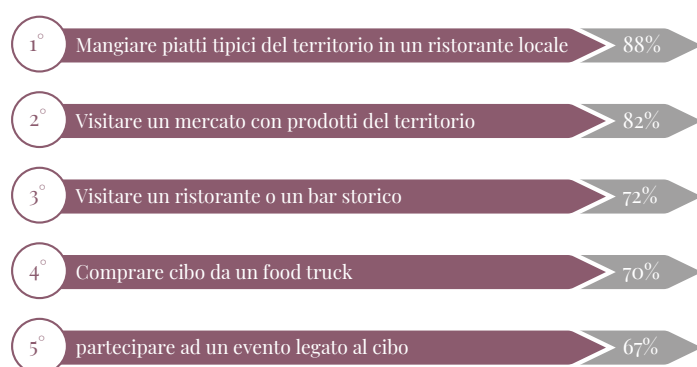 1° Mangiare piatti tipici del territorio in un ristorante locale 88%
2° Visitare un mercato con prodotti del territorio 82%
3° Visitare un ristorante o un bar storico 72%
4° Comprare cibo da un food truck 70%
5° partecipare ad un evento legato al cibo 67%